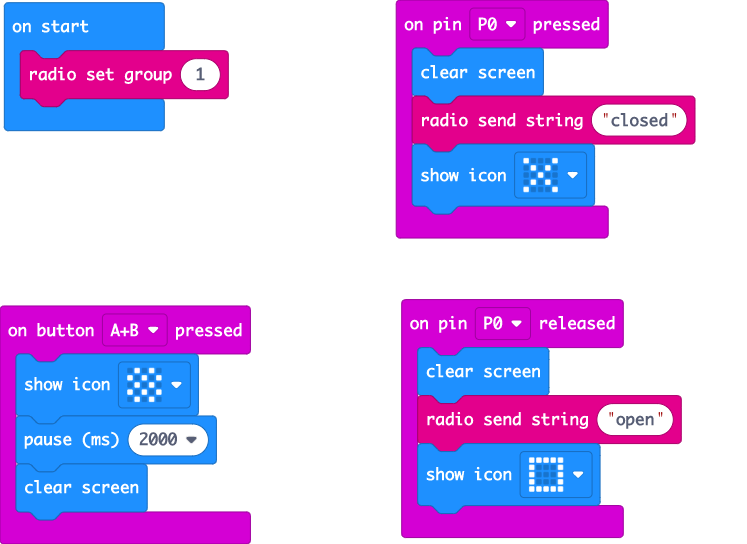 on start
radio set group 1
on pin P0 pressed
clear screen
radio send string "closed"
show icon
on button A+B pressed
show icon
pause (ms) 2000
clear screen
on pin P0 released
clear screen
radio send string "open"
show icon